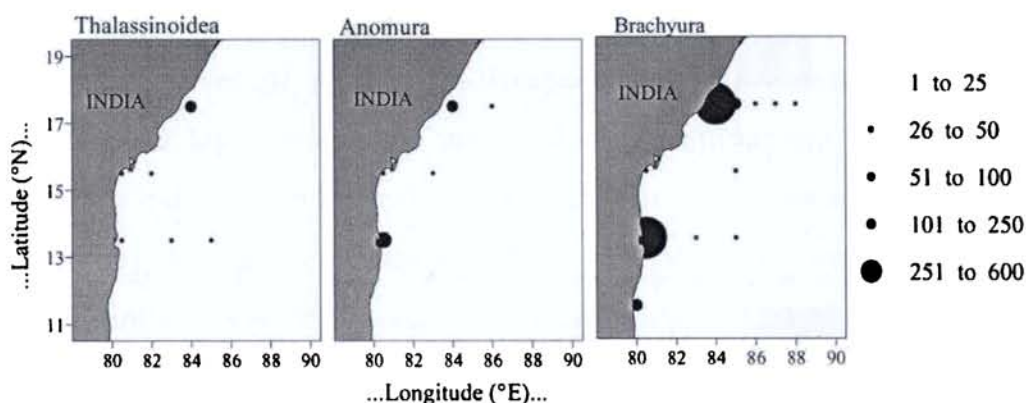 Thalassinoidea
Anomura
Brachyura
...Latitude (°N)...
19
17
15
13
11
INDIA
INDIA
INDIA
80 82 84 86 88 90
80 82 84 86 88 90
80 82 84 86 88 90
...Longitude (°E)...
1 to 25
26 to 50
51 to 100
101 to 250
251 to 600